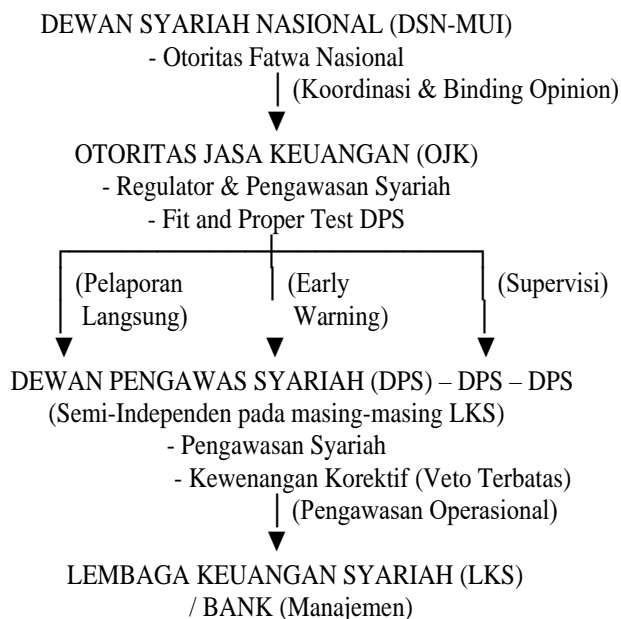 DEWAN SYARIAH NASIONAL (DSN-MUI)
- Otoritas Fatwa Nasional
(Koordinasi & Binding Opinion)
OTORITAS JASA KEUANGAN (OJK)
- Regulator & Pengawasan Syariah
- Fit and Proper Test DPS
(Pelaporan
Langsung)
(Early
Warning)
(Supervisi)
DEWAN PENGAWAS SYARIAH (DPS) – DPS – DPS
(Semi-Independen pada masing-masing LKS)
- Pengawasan Syariah
- Kewenangan Korektif (Veto Terbatas)
(Pengawasan Operasional)
LEMBAGA KEUANGAN SYARIAH (LKS)
/ BANK (Manajemen)